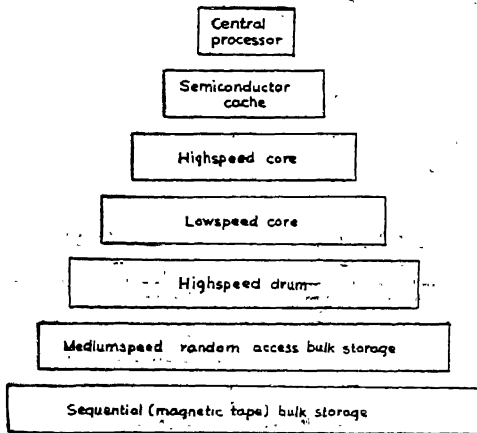 Central
processor
Semiconductor
cache
Highspeed core
Lowspeed core
Highspeed drum
Mediumspeed random access bulk storage
Sequential (magnetic tape) bulk storage